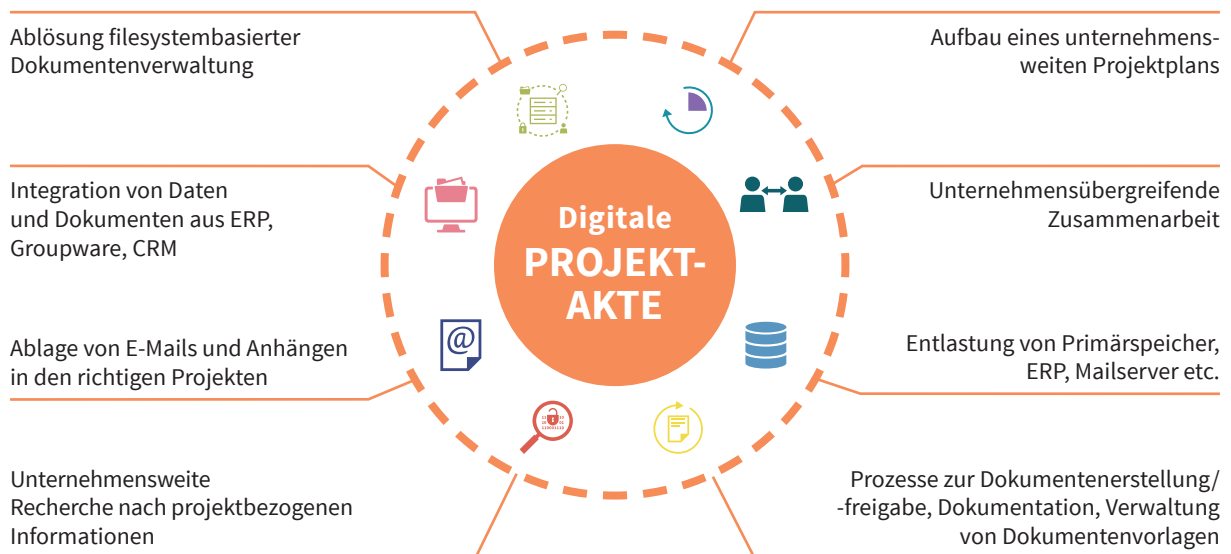 Ablösung filesystembasierter
Dokumentenverwaltung
Integration von Daten
und Dokumenten aus ERP,
Groupware, CRM
Ablage von E-Mails und Anhängen
in den richtigen Projekten
Unternehmensweite
Recherche nach projektbezogenen
Informationen
Digitale
PROJEKT-
AKTE
@
Aufbau eines unternehmens-
weiten Projektplans
Unternehmensübergreifende
Zusammenarbeit
Entlastung von Primärspeicher,
ERP, Mailserver etc.
Prozesse zur Dokumentenerstellung/
-freigabe, Dokumentation, Verwaltung
von Dokumentenvorlagen